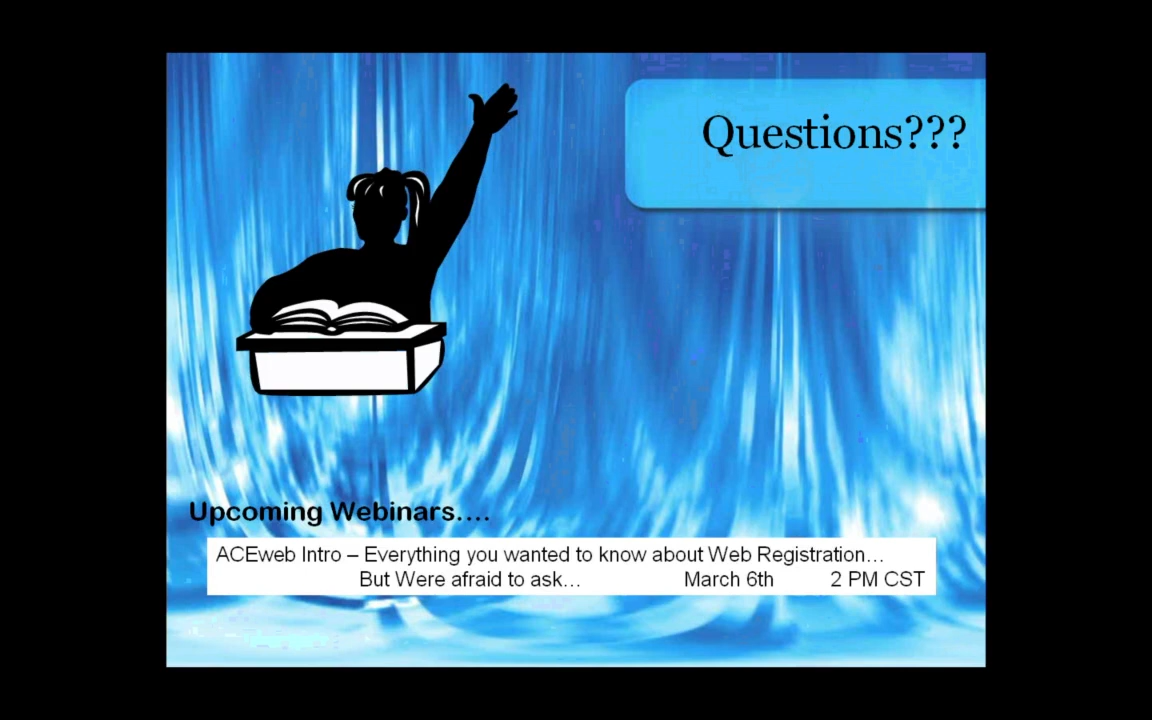 Questions???
Upcoming Webinars....
ACEweb Intro – Everything you wanted to know about Web Registration...
But Were afraid to ask... March 6th 2 PM CST